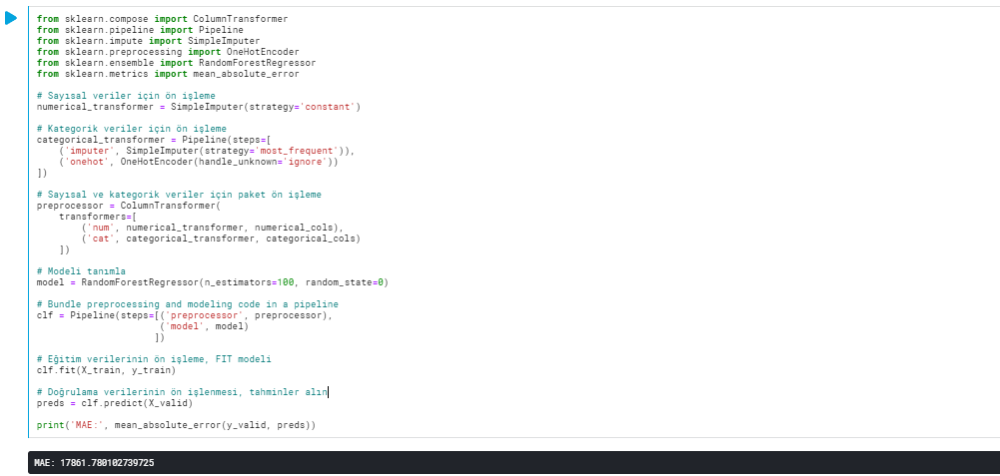 from sklearn.compose import ColumnTransformer
from sklearn.pipeline import Pipeline
from sklearn.impute import SimpleImputer
from sklearn.preprocessing import OneHotEncoder
from sklearn.ensemble import RandomForestRegressor
from sklearn.metrics import mean_absolute_error
# Sayısal veriler için ön işleme
numerical_transformer = SimpleImputer(strategy='constant')
# Kategorik veriler için ön işleme
categorical_transformer = Pipeline(steps=[
    ('imputer', SimpleImputer(strategy='most_frequent')),
    ('onehot', OneHotEncoder(handle_unknown='ignore'))
])
# Sayısal ve kategorik veriler için paket ön işleme
preprocessor = ColumnTransformer(
    transformers=[
        ('num', numerical_transformer, numerical_cols),
        ('cat', categorical_transformer, categorical_cols)
    ])
# Modeli tanımla
model = RandomForestRegressor(n_estimators=100, random_state=0)
# Bundle preprocessing and modeling code in a pipeline
clf = Pipeline(steps=[('preprocessor', preprocessor),
                      ('model', model)
                     ])
# Eğitim verilerinin ön işleme, FIT modeli
clf.fit(X_train, y_train)
# Doğrulama verilerinin ön işlenmesi, tahminler alın
preds = clf.predict(X_valid)
print('MAE:', mean_absolute_error(y_valid, preds))
MAE: 17861.780102739725